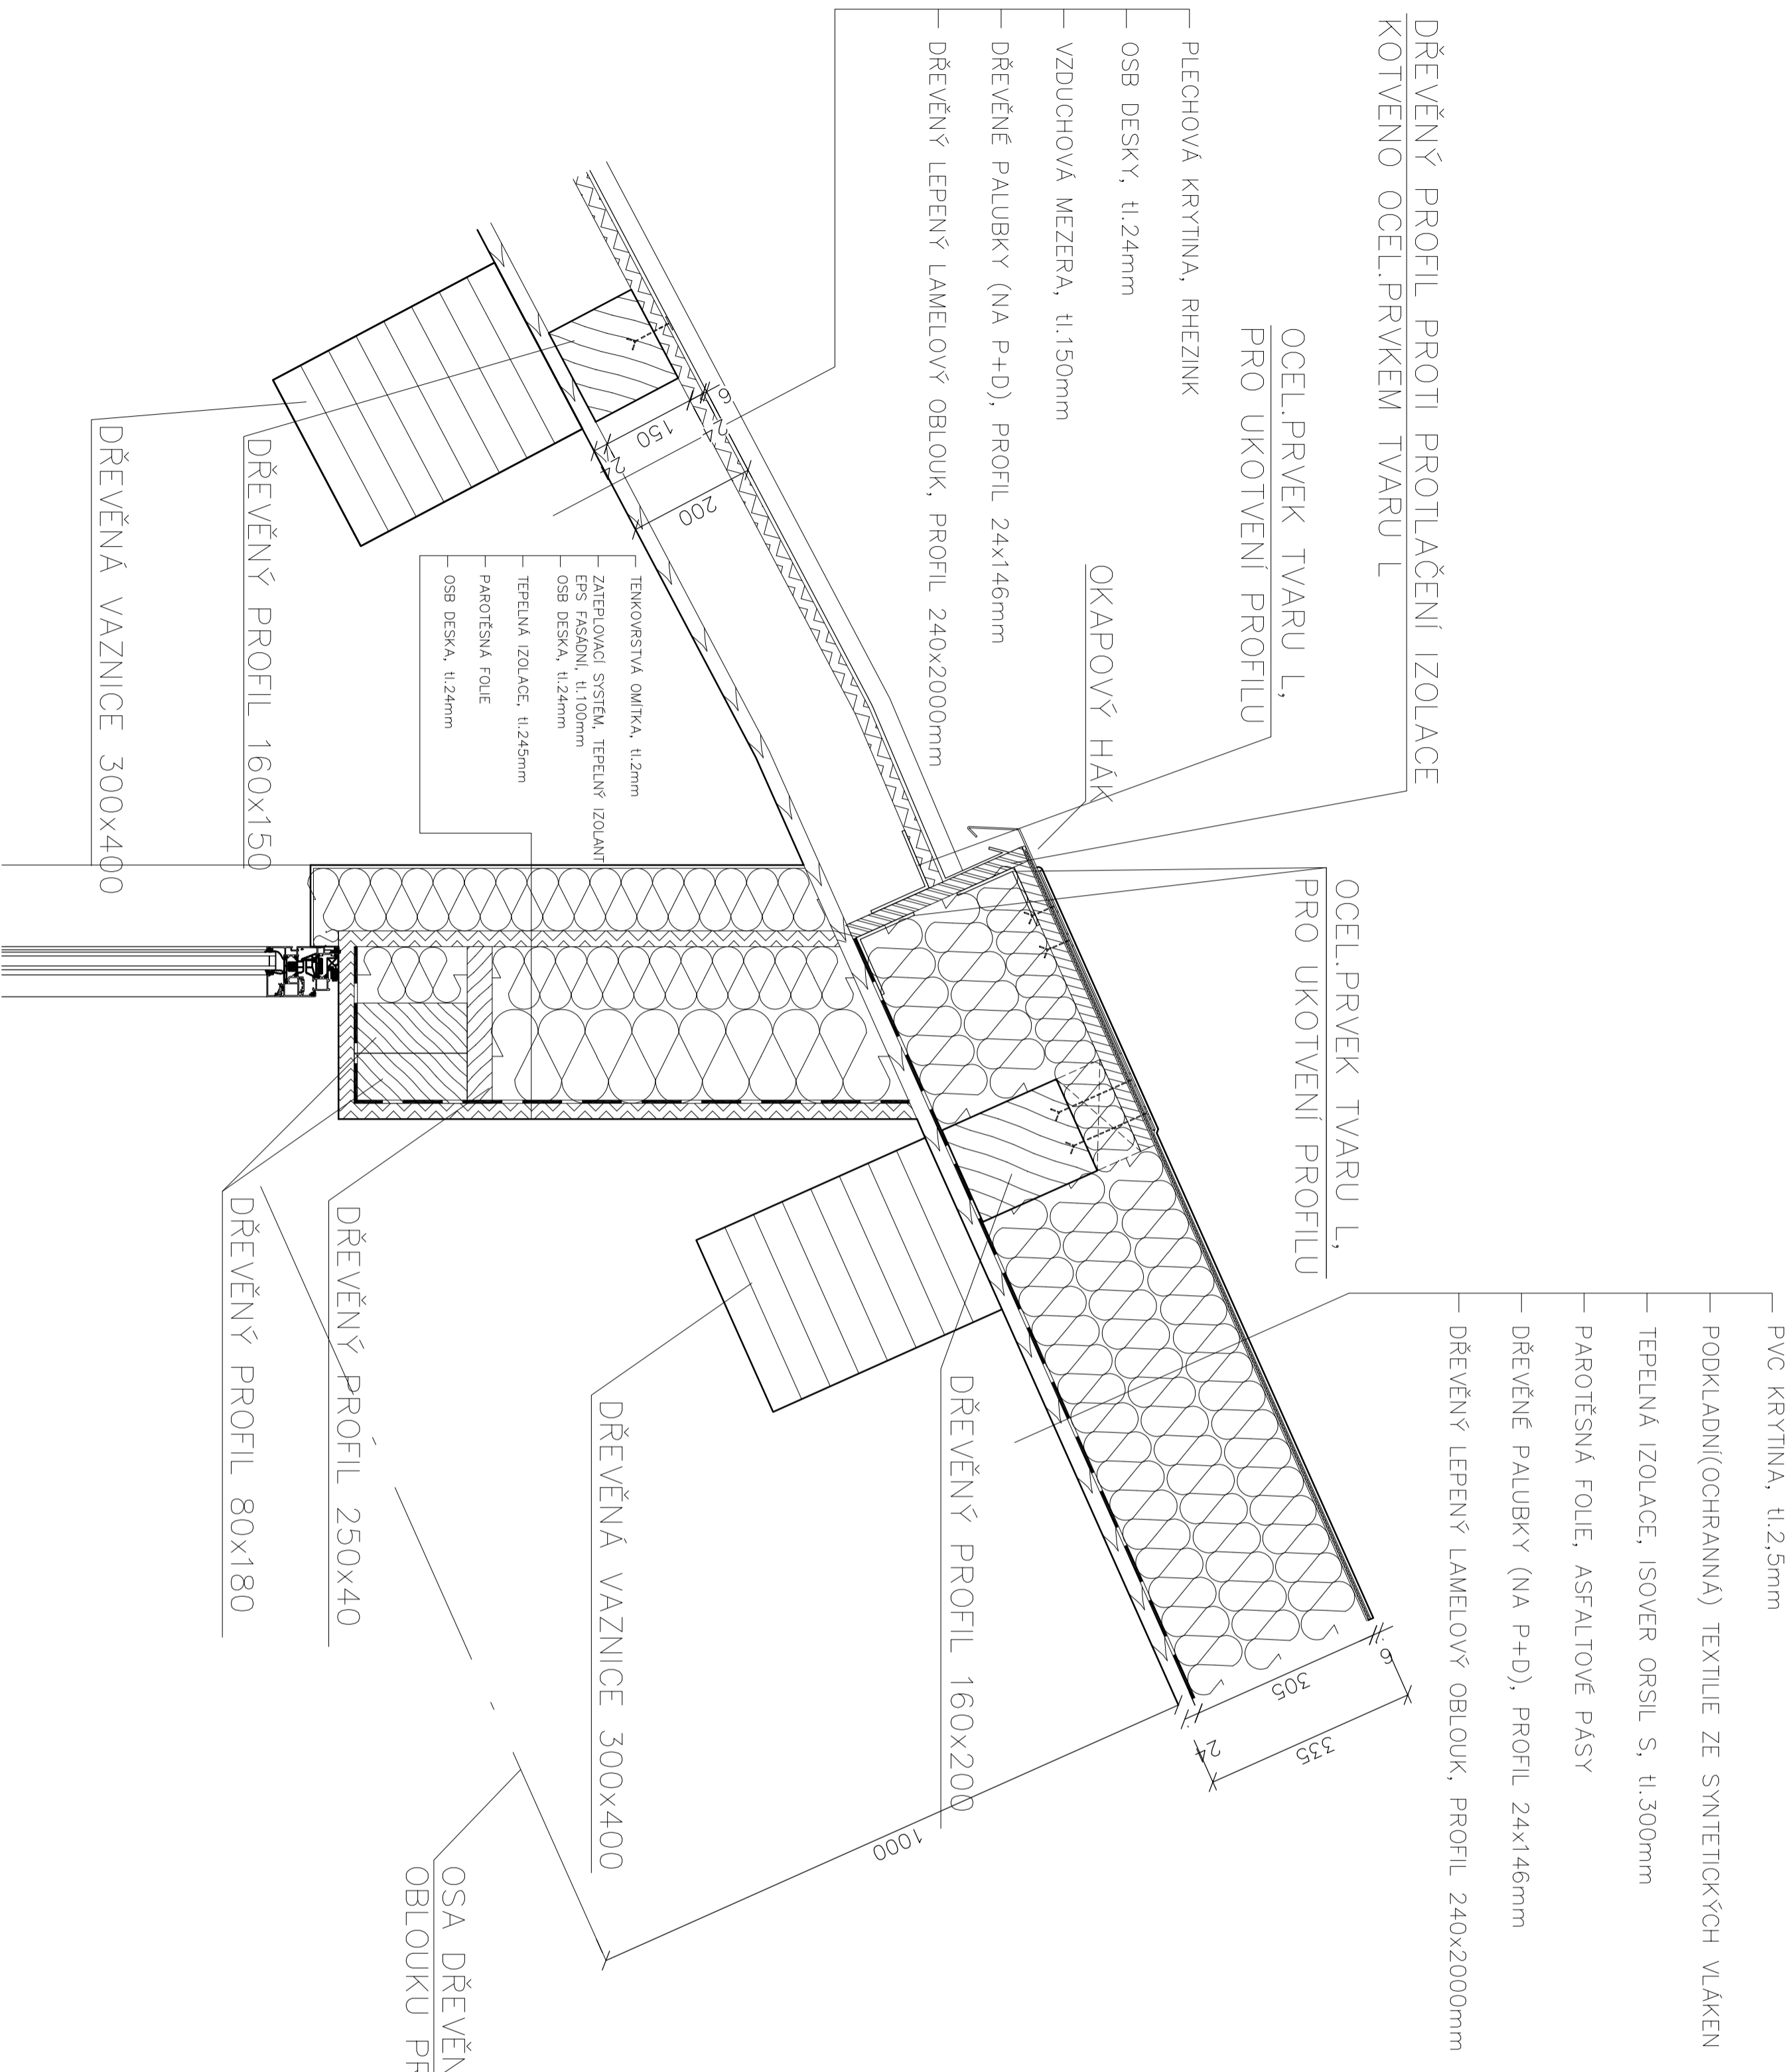 PVC KRYTINA, tl.2,5mm
PODKLADNÍ(OCHRANNÁ) TEXTILIE ZE SYNTETICKÝCH VLÁKEN
TEPELNÁ IZOLACE, ISOVER ORSIL S, tl.300mm
PAROTĚSNÁ FOLIE, ASFALTOVÉ PÁSY
DŘEVĚNÉ PALUBKY (NA P+D), PROFIL 24x146mm
DŘEVĚNÝ LEPENÝ LAMELOVÝ OBLOUK, PROFIL 240x2000mm
DŘEVĚNÝ PROFIL PROTI PROTLAČENÍ IZOLACE
KOTVENO OCEL.PRVKEM TVARU L
OCEL.PRVEK TVARU L,
PRO UKOTVENÍ PROFILU
OCEL.PRVEK TVARU L,
PRO UKOTVENÍ PROFILU
OKAPOVÝ HÁK
PLECHOVÁ KRYTINA, RHEZINK
OSB DESKY, tl.24mm
VZDUCHOVÁ MEZERA, tl.150mm
DŘEVĚNÉ PALUBKY (NA P+D), PROFIL 24x146mm
DŘEVĚNÝ LEPENÝ LAMELOVÝ OBLOUK, PROFIL 240x2000mm
6
305
335
24
1000
200
150
24
TENKOVRSTVÁ OMÍTKA, tl.2mm
ZATEPLOVACÍ SYSTÉM, TEPELNÝ IZOLANT
EPS FASÁDNÍ, tl.100mm
OSB DESKA, tl.24mm
TEPELNÁ IZOLACE, tl.245mm
PAROTĚSNÁ FOLIE
OSB DESKA, tl.24mm
DŘEVĚNÝ PROFIL 160x200
DŘEVĚNÁ VAZNICE 300x400
OSA DŘEVĚN
OBLOUKU PR
DŘEVĚNÝ PROFIL 250x40
DŘEVĚNÝ PROFIL 80x180
DŘEVĚNÝ PROFIL 160x150
DŘEVĚNÁ VAZNICE 300x400